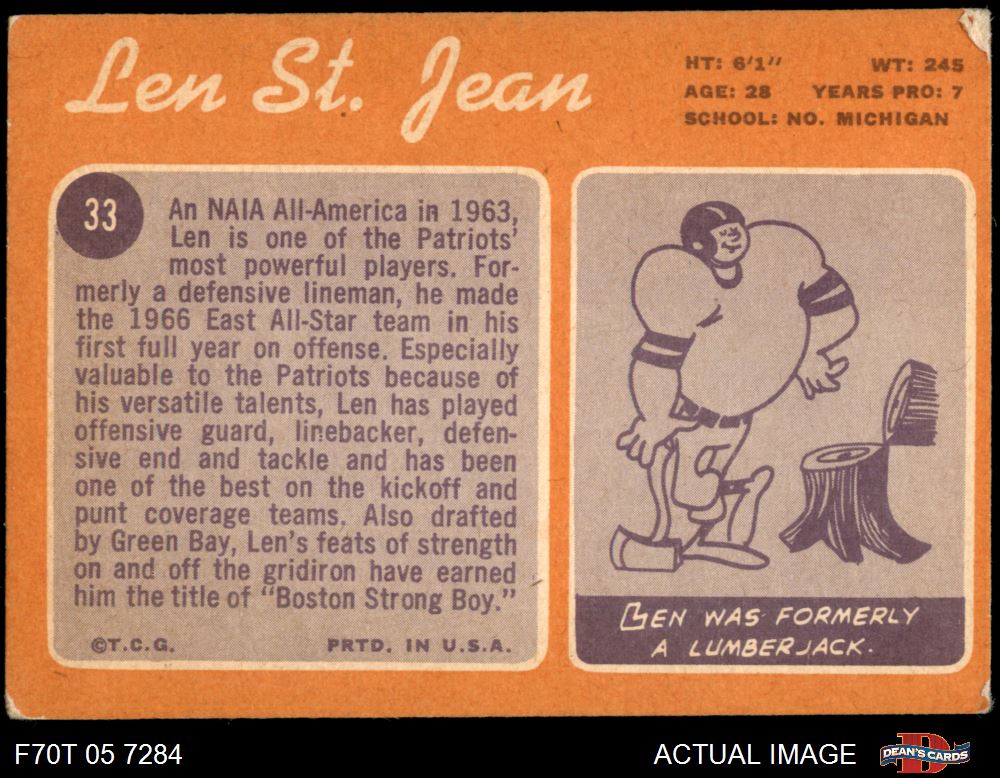 Len St. Jean
HT: 6'1" WT: 245
AGE: 28 YEARS PRO: 7
SCHOOL: NO. MICHIGAN
33
An NAIA All-America in 1963,
Len is one of the Patriots'
most powerful players. For-
merly a defensive lineman, he made
the 1966 East All-Star team in his
first full year on offense. Especially
valuable to the Patriots because of
his versatile talents, Len has played
offensive guard, linebacker, defen-
sive end and tackle and has been
one of the best on the kickoff and
punt coverage teams. Also drafted
by Green Bay, Len's feats of strength
on and off the gridiron have earned
him the title of "Boston Strong Boy."
©T.C.G. PRTD. IN U.S.A.
LEN WAS FORMERLY
A LUMBERJACK.
F70T 05 7284
ACTUAL IMAGE
DEAN'S CARDS